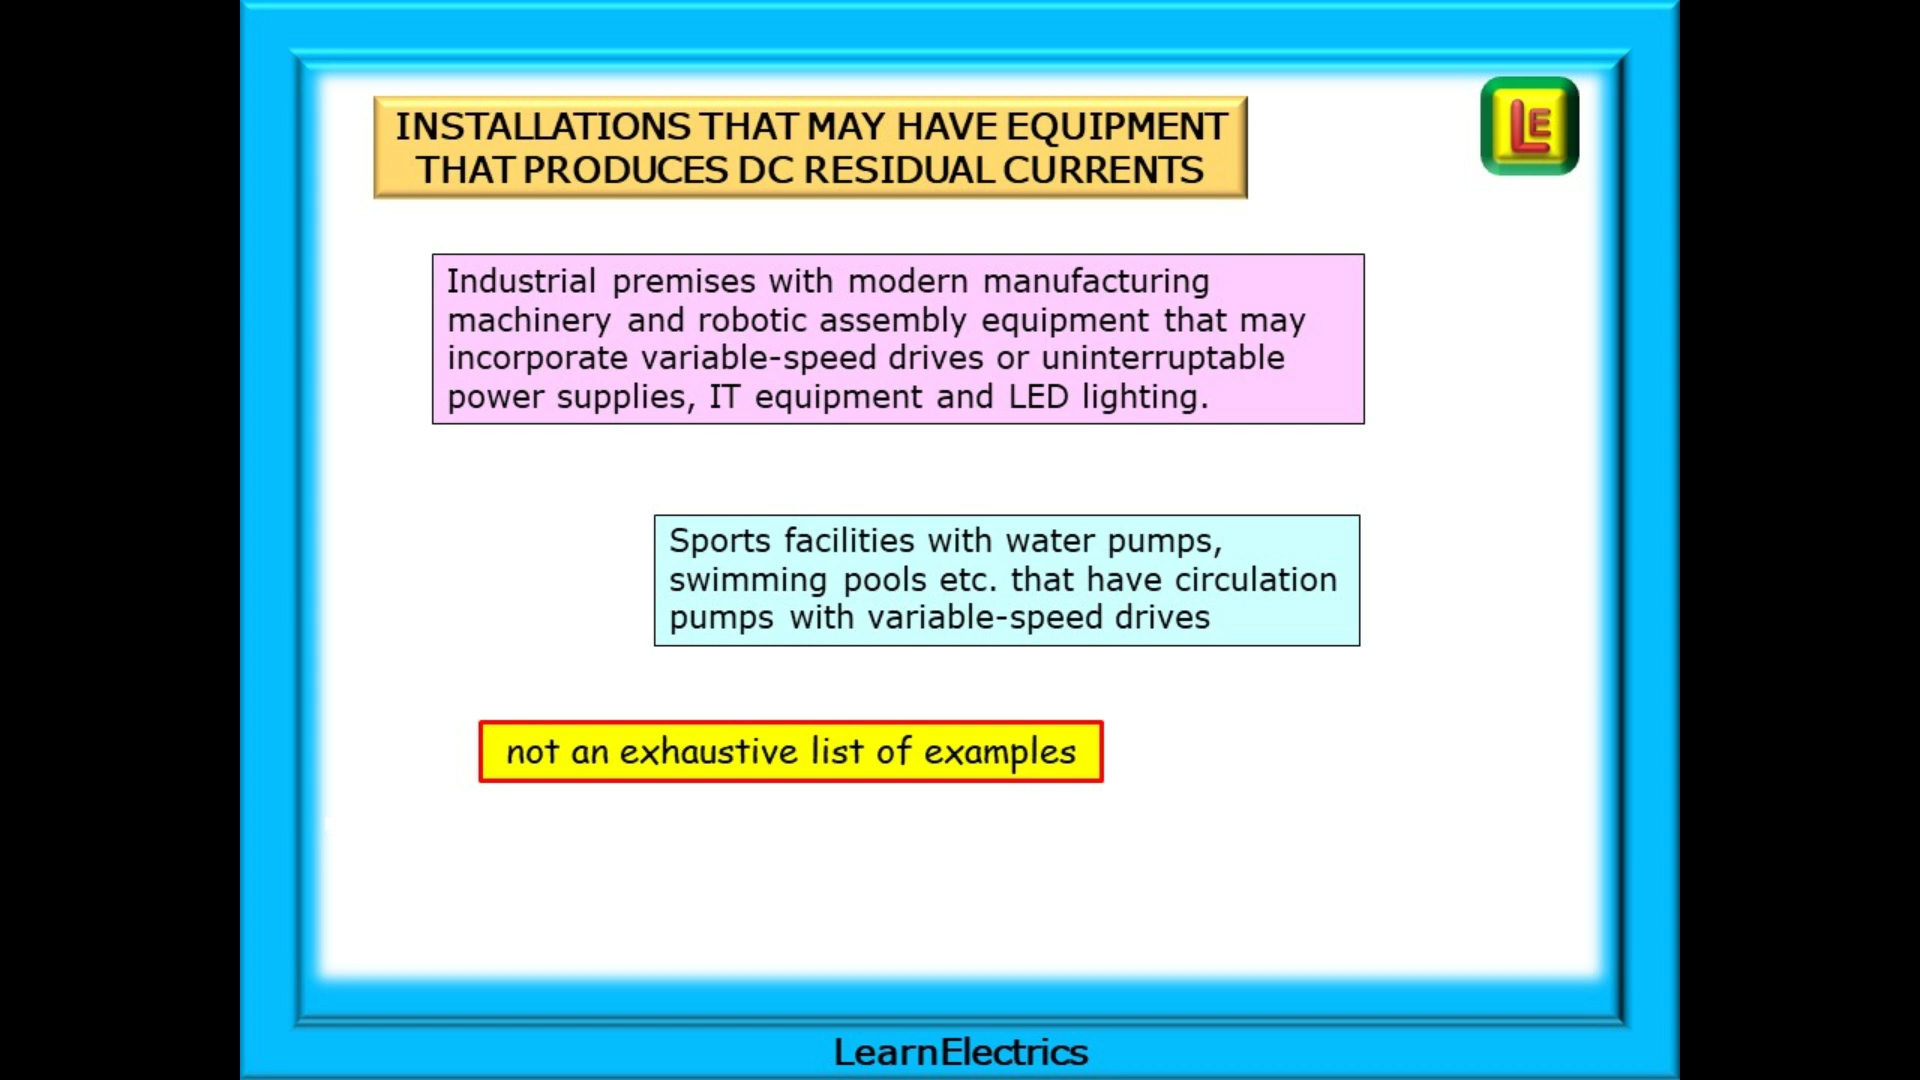 INSTALLATIONS THAT MAY HAVE EQUIPMENT
THAT PRODUCES DC RESIDUAL CURRENTS
LE
Industrial premises with modern manufacturing
machinery and robotic assembly equipment that may
incorporate variable-speed drives or uninterruptable
power supplies, IT equipment and LED lighting.
Sports facilities with water pumps,
swimming pools etc. that have circulation
pumps with variable-speed drives
not an exhaustive list of examples
LearnElectrics